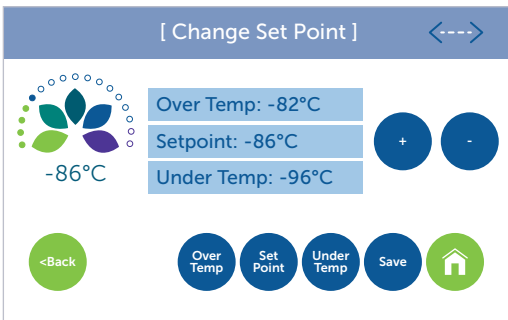 [ Change Set Point ]
Over Temp: -82°C
Setpoint: -86°C
Under Temp: -96°C
-86°C
+
-
<Back
Over
Temp
Set
Point
Under
Temp
Save